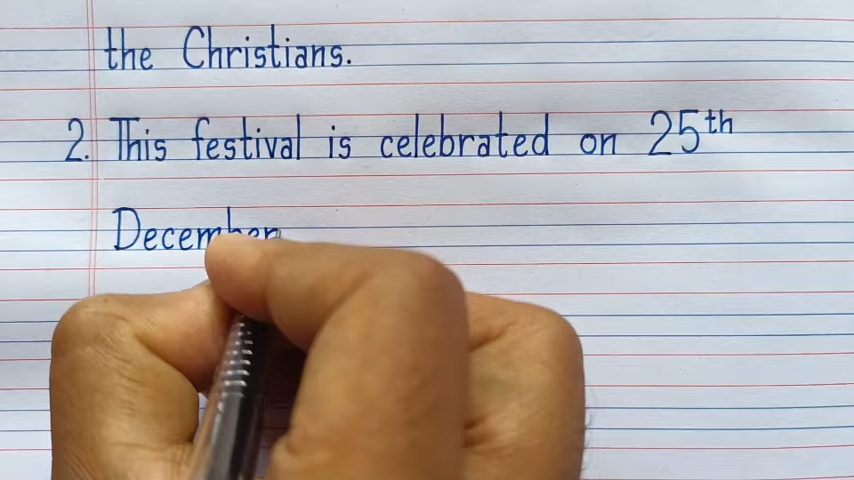 the Christians.
2. This festival is celebrated on 25th
December